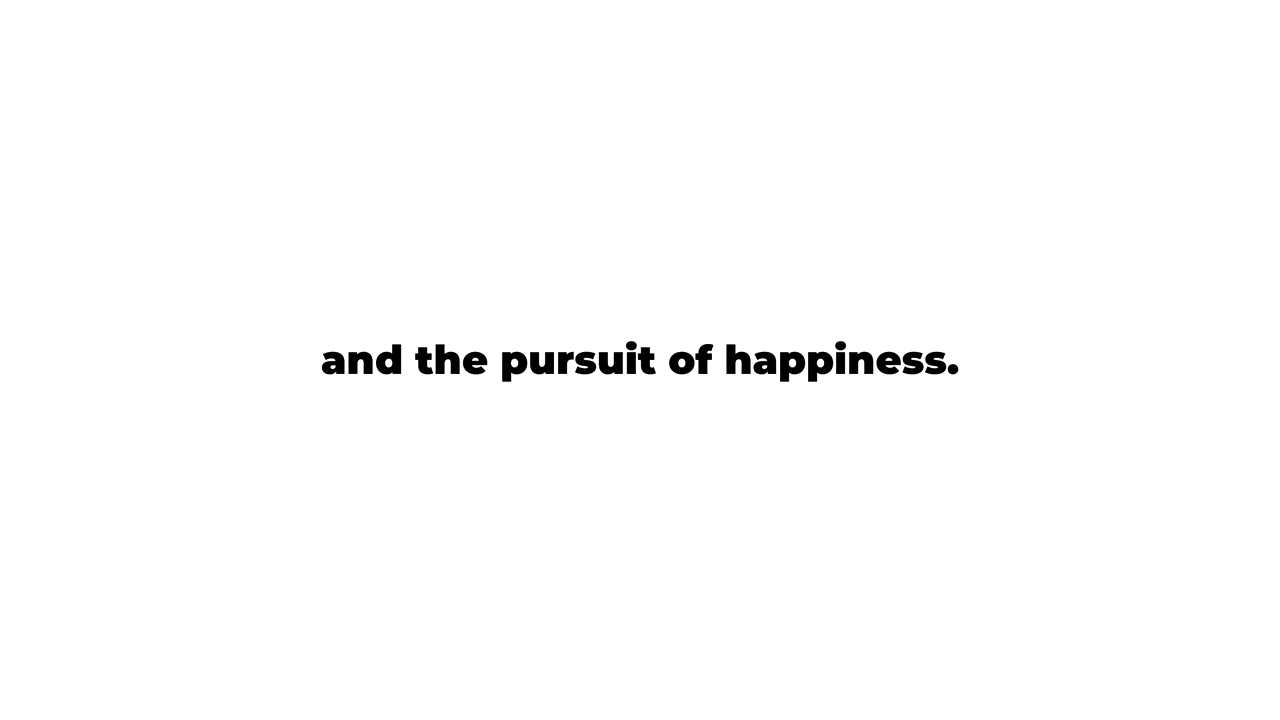 and the pursuit of happiness.